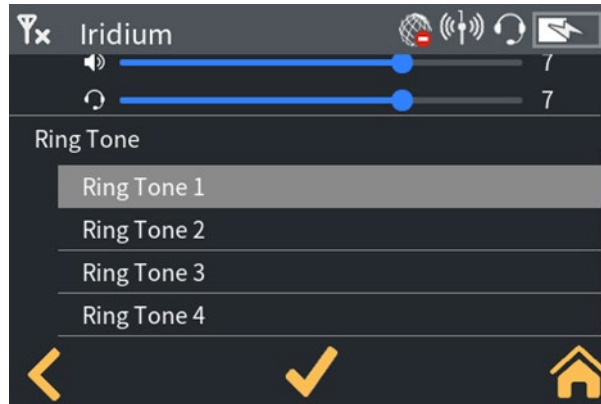 Iridium
7
7
Ring Tone
Ring Tone 1
Ring Tone 2
Ring Tone 3
Ring Tone 4